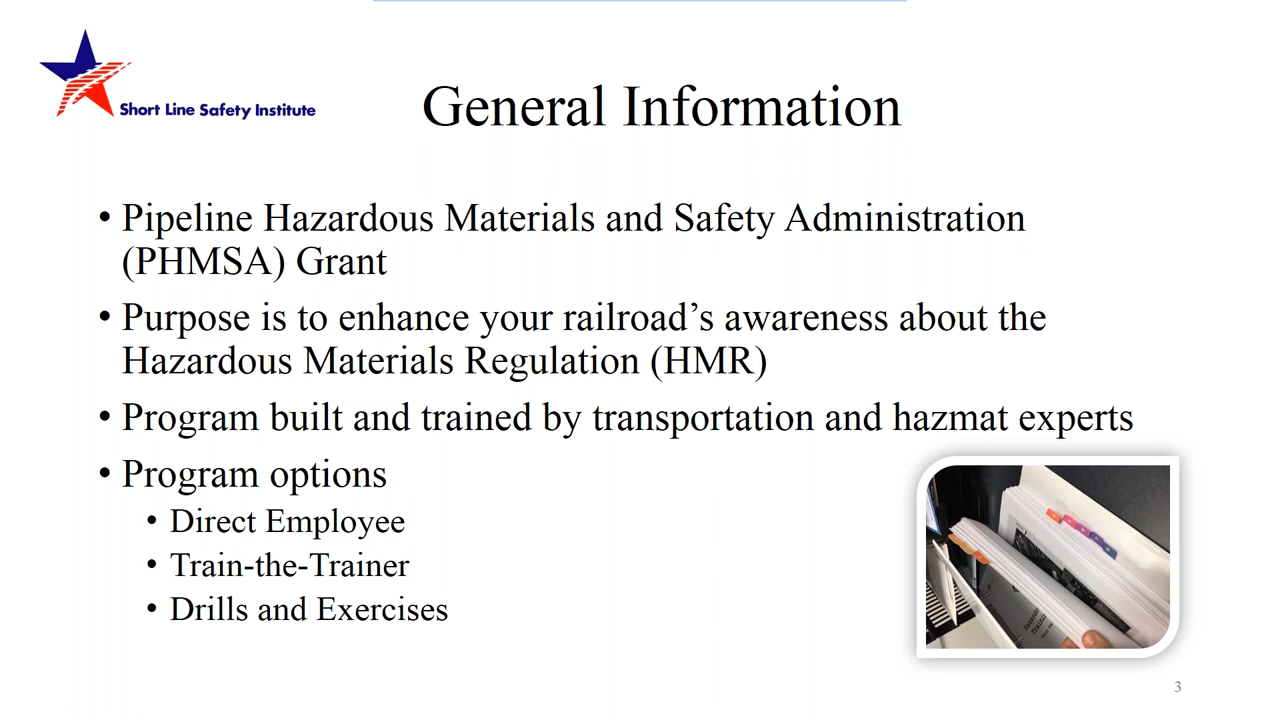 Short Line Safety Institute
General Information
• Pipeline Hazardous Materials and Safety Administration
(PHMSA) Grant
• Purpose is to enhance your railroad’s awareness about the
Hazardous Materials Regulation (HMR)
• Program built and trained by transportation and hazmat experts
• Program options
• Direct Employee
• Train-the-Trainer
• Drills and Exercises
3